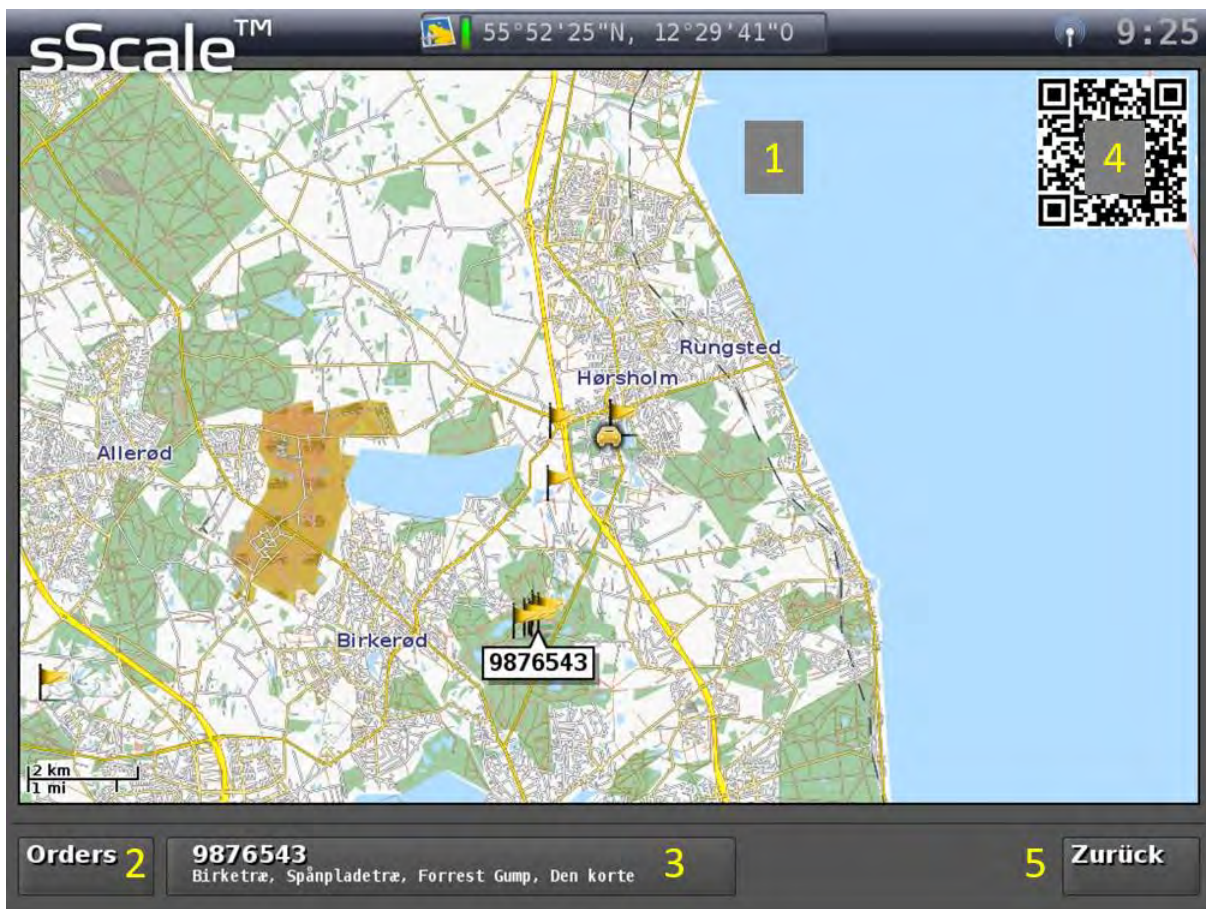 sScale™
55°52'25"N, 12°29'41"O
9:25
1
4
Rungsted
Hørsholm
Allerød
Birkerød
9876543
2 km
1 mi
Orders 2
9876543
Birketræ, Spånpladetræ, Forrest Gump, Den korte
3
5
Zurück